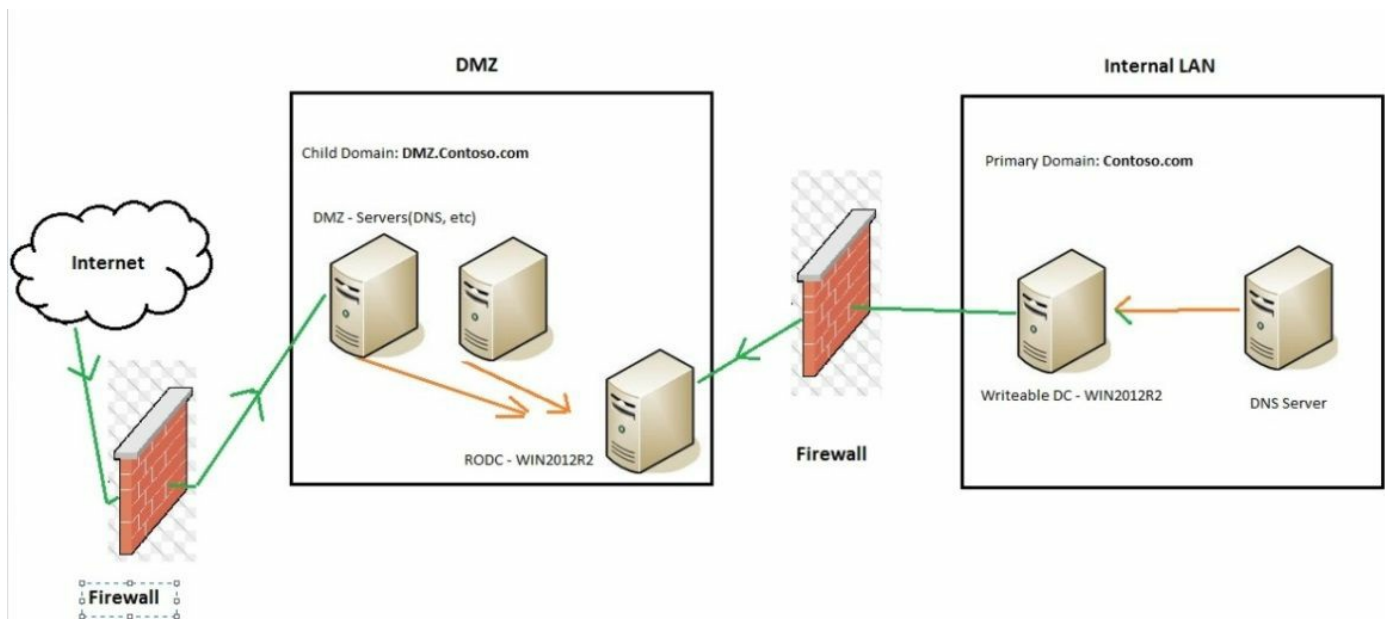 DMZ
Internal LAN
Child Domain: DMZ.Contoso.com
Primary Domain: Contoso.com
DMZ - Servers(DNS, etc)
Internet
Writeable DC - WIN2012R2
DNS Server
RODC - WIN2012R2
Firewall
Firewall